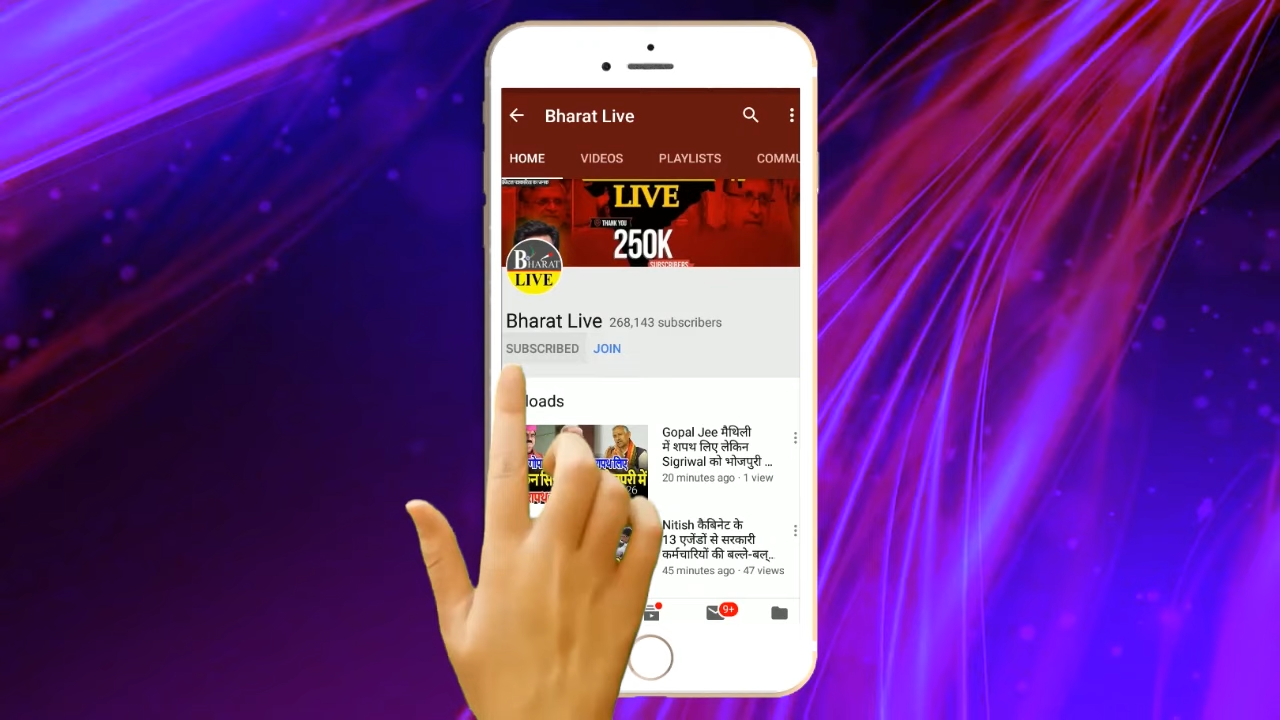 Bharat Live
HOME VIDEOS PLAYLISTS COMMU
LIVE
THANK YOU
250K
SUBSCRIBERS
BHARAT
LIVE
Bharat Live 268,143 subscribers
SUBSCRIBED JOIN
loads
Gopal Jee मैथिली
में शपथ लिए लेकिन
Sigriwal को भोजपुरी ...
20 minutes ago · 1 view
Nitish कैबिनेट के
13 एजेंडों से सरकारी
कर्मचारियों की बल्ले-बल्..
45 minutes ago · 47 views
9+